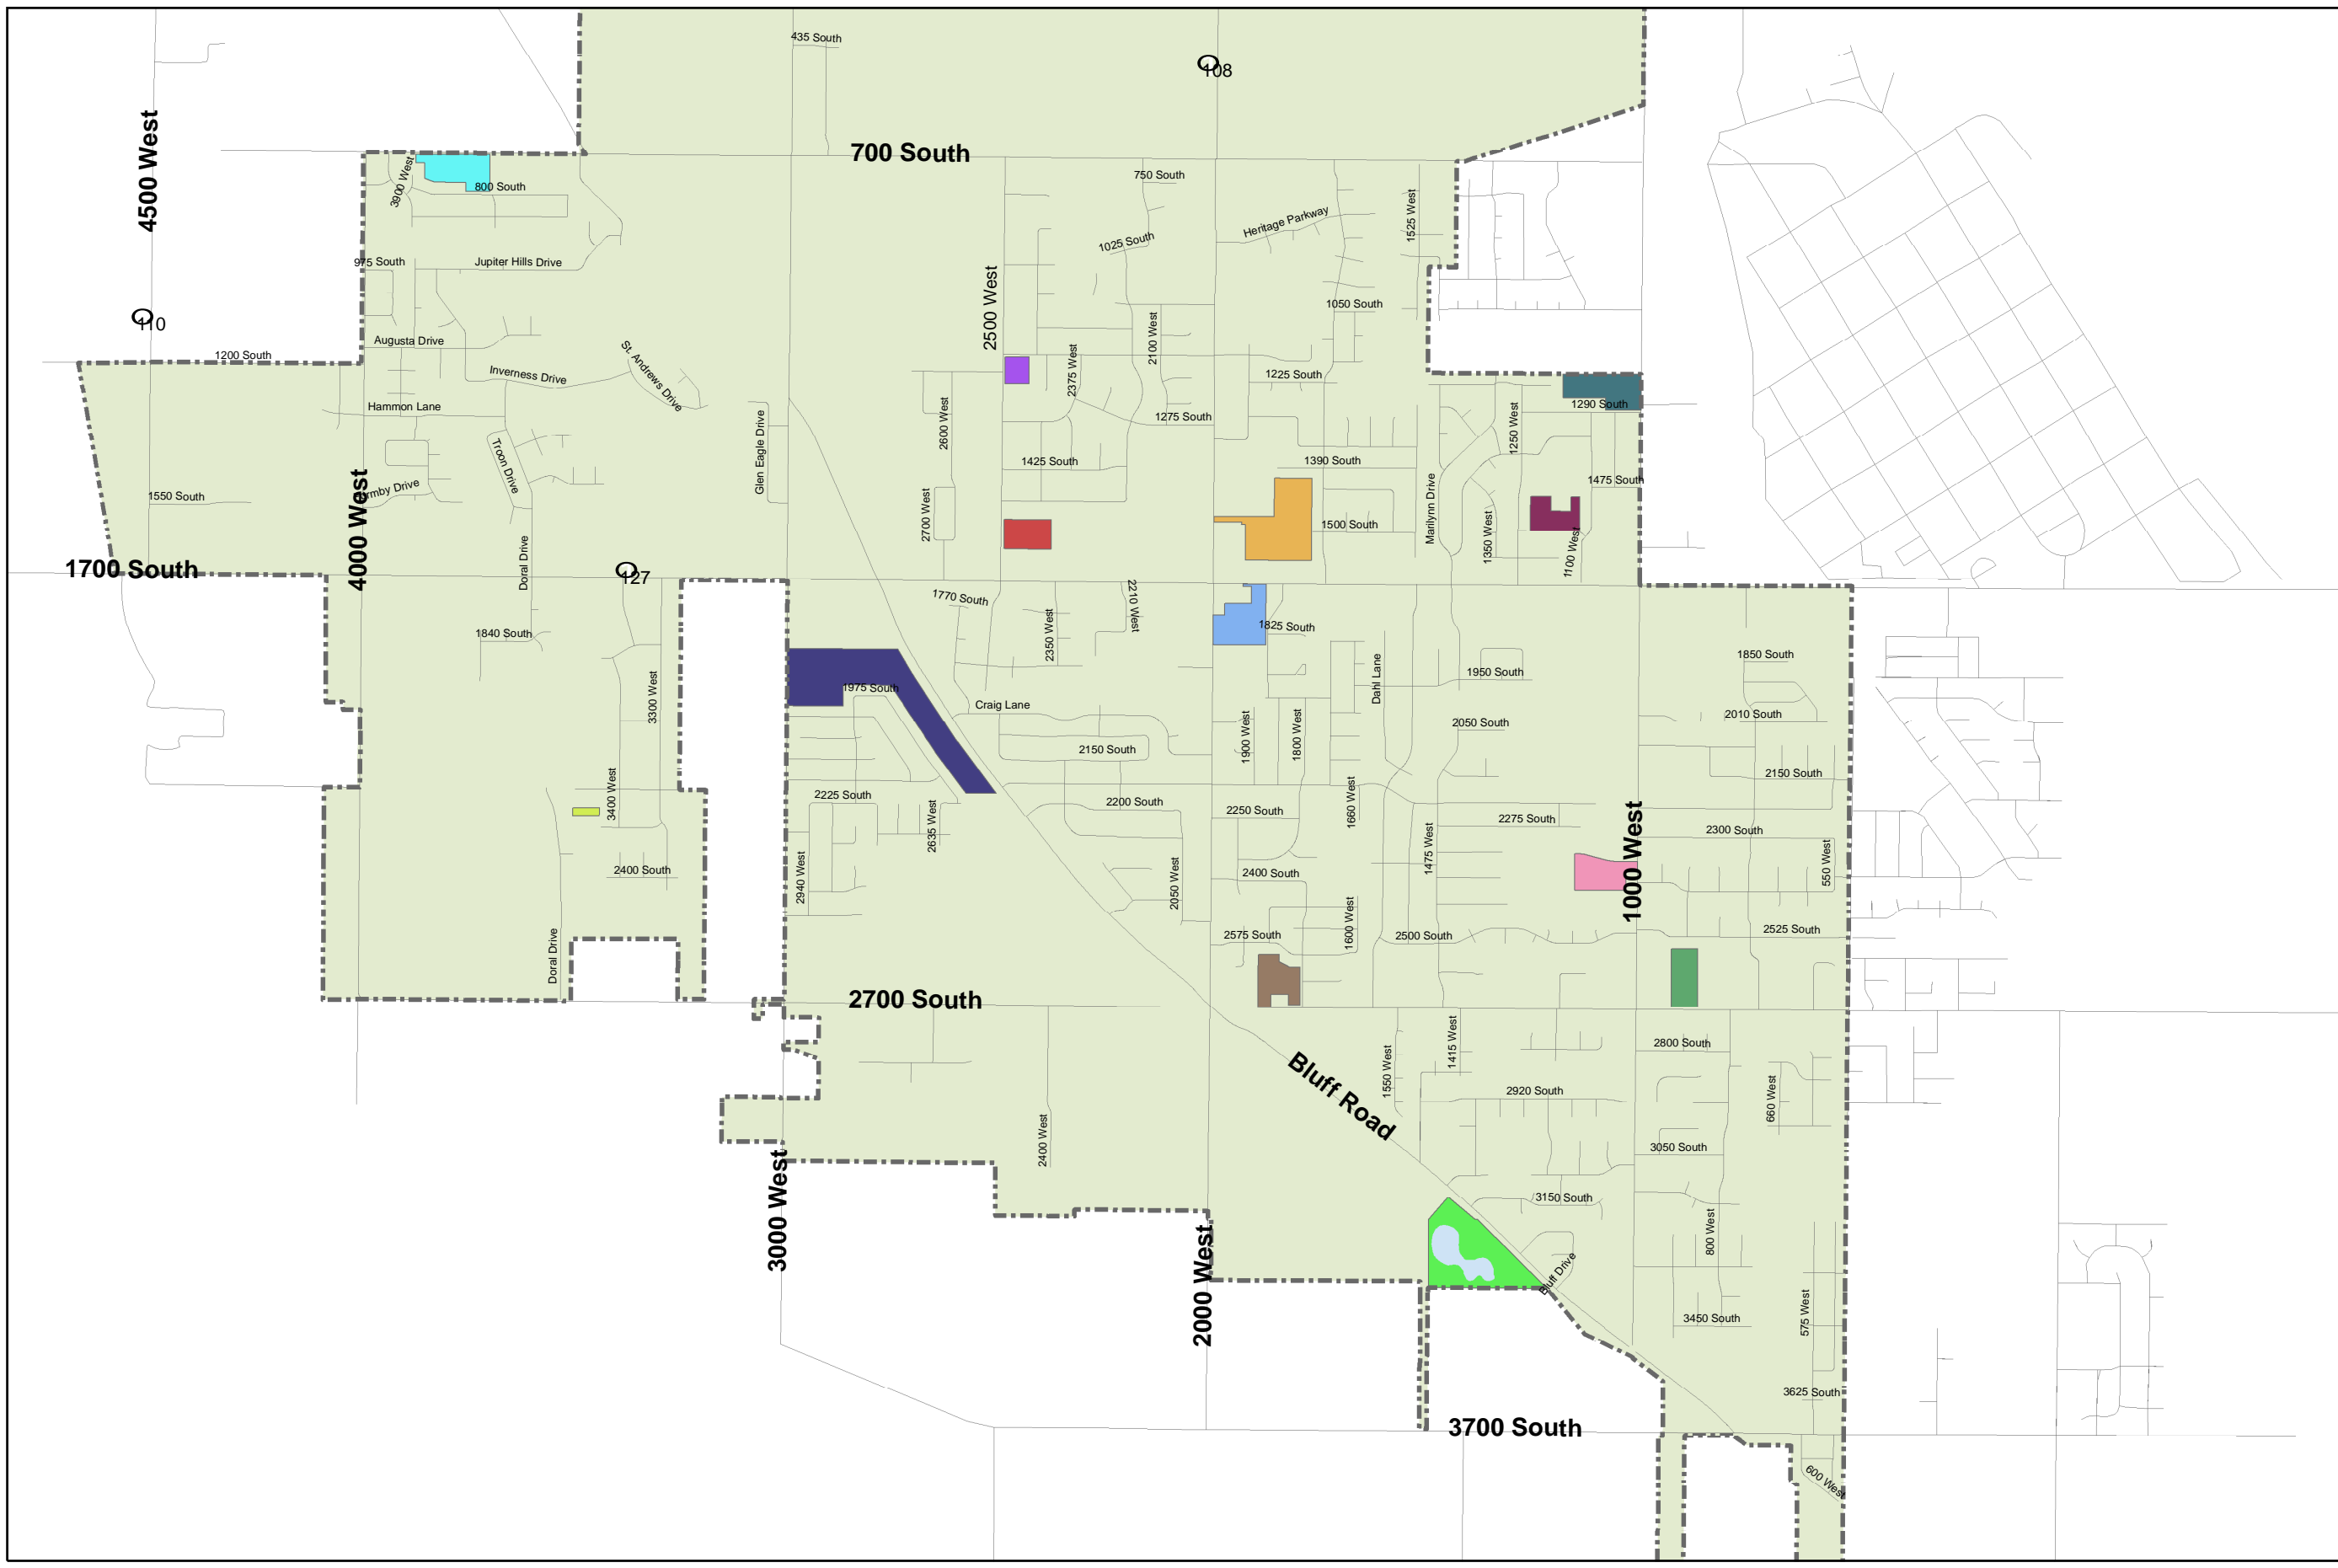 435 South
108
4500 West
700 South
3900 West
800 South
750 South
1525 West
Heritage Parkway
1025 South
975 South
Jupiter Hills Drive
2500 West
1050 South
110
2100 West
1200 South
Augusta Drive
St. Andrews Drive
Inverness Drive
2375 West
1225 South
Hammon Lane
1290 South
1275 South
2600 West
Glen Eagle Drive
1250 West
Troon Drive
1425 South
1390 South
1475 South
4000 West
1550 South
Drive
2700 West
Marilynn Drive
1500 South
1350 West
1100 West
Doral Drive
1700 South
127
1770 South
2210 West
1840 South
2350 West
1825 South
1850 South
Dahl Lane
1950 South
1975 South
3300 West
Craig Lane
2010 South
2050 South
1900 West
1800 West
2150 South
2150 South
3400 West
2225 South
2200 South
2250 South
1660 West
2275 South
2300 South
2635 West
1000 West
1475 West
550 West
2400 South
2940 West
2050 West
2400 South
1600 West
2575 South
2500 South
2525 South
Doral Drive
2700 South
1415 West
2800 South
Bluff Road
1550 West
2920 South
660 West
2400 West
3050 South
3000 West
3150 South
800 West
2000 West
Bluff Drive
3450 South
575 West
3625 South
3700 South
600 West